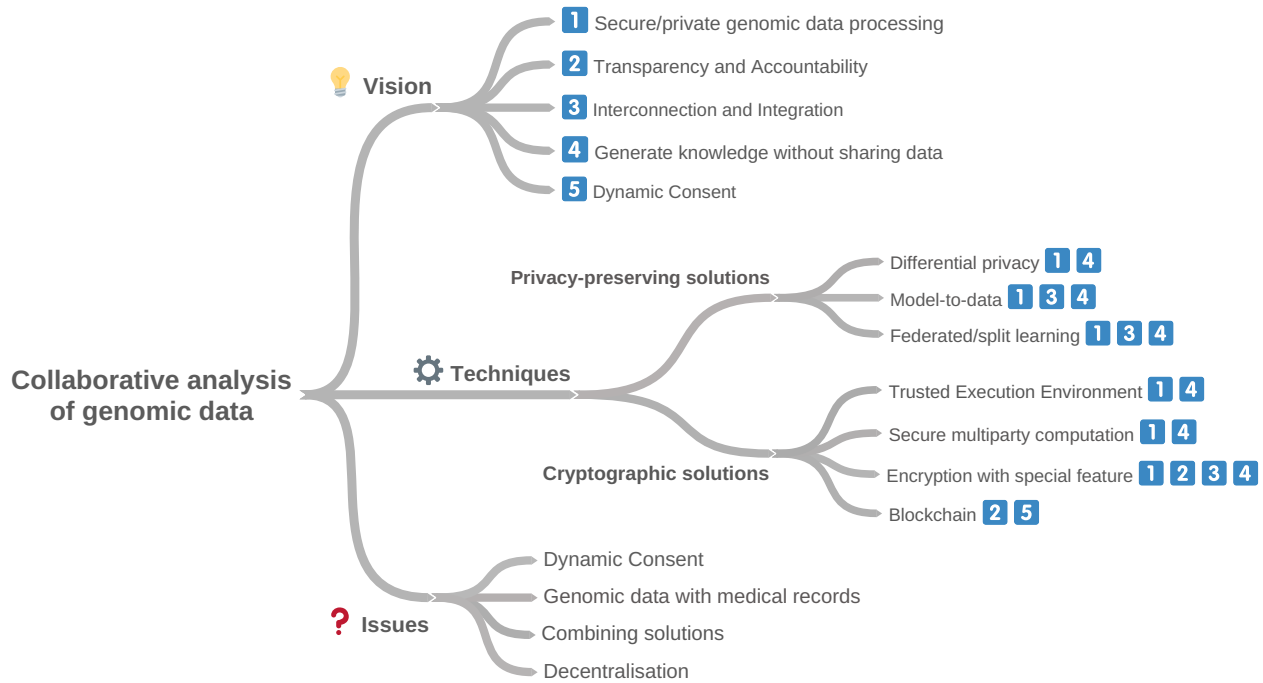 1 Secure/private genomic data processing
2 Transparency and Accountability
Vision
3 Interconnection and Integration
4 Generate knowledge without sharing data
5 Dynamic Consent
Privacy-preserving solutions
Differential privacy 1 4
Model-to-data 1 3 4
Federated/split learning 1 3 4
Collaborative analysis
of genomic data
Techniques
Trusted Execution Environment 1 4
Secure multiparty computation 1 4
Cryptographic solutions
Encryption with special feature 1 2 3 4
Blockchain 2 5
? Issues
Dynamic Consent
Genomic data with medical records
Combining solutions
Decentralisation